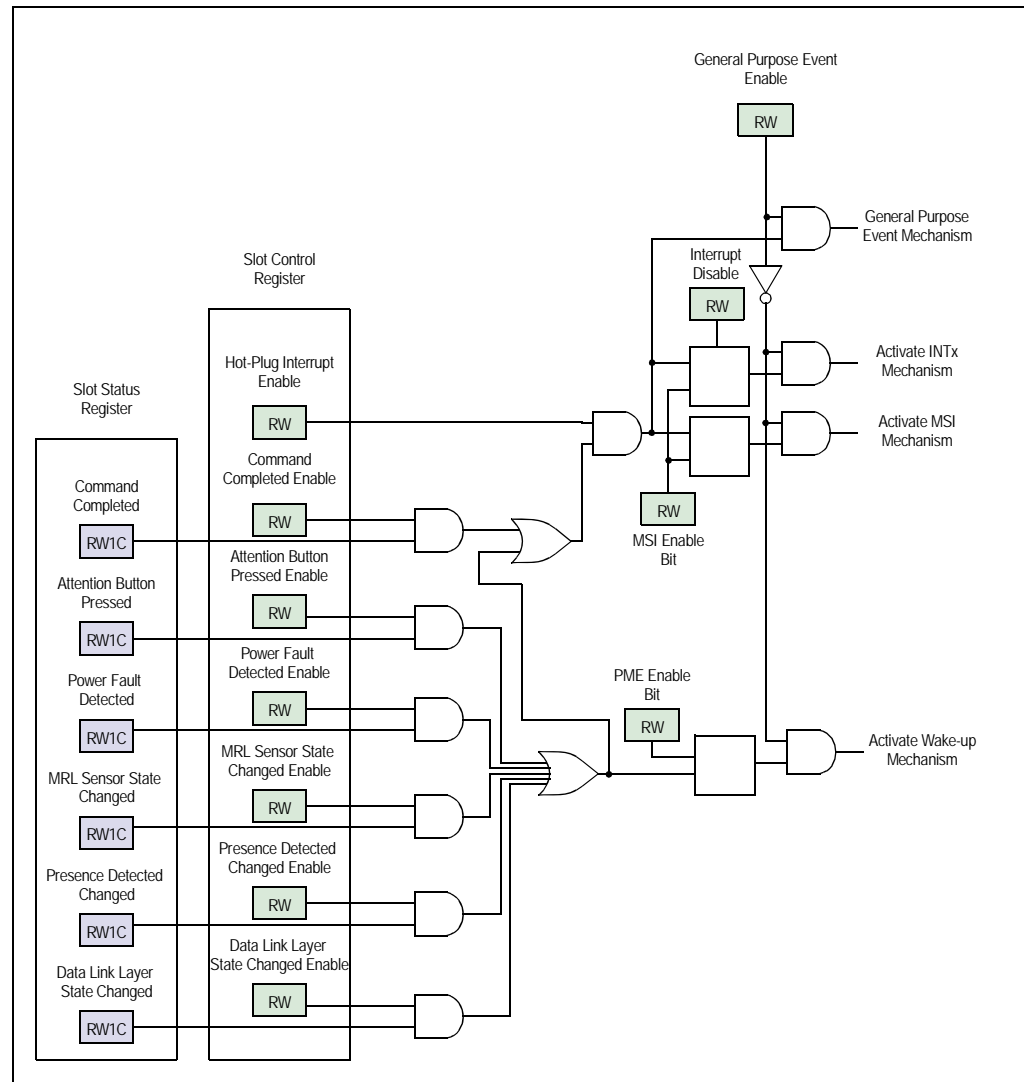 General Purpose Event
Enable
RW
General Purpose
Event Mechanism
Slot Control
Register
Interrupt
Disable
RW
Hot-Plug Interrupt
Enable
RW
Activate INTx
Mechanism
Slot Status
Register
Activate MSI
Mechanism
Command
Completed Enable
RW
Command
Completed
RW1C
RW
MSI Enable
Bit
Attention Button
Pressed Enable
RW
Attention Button
Pressed
RW1C
Power Fault
Detected Enable
RW
Power Fault
Detected
RW1C
PME Enable
Bit
RW
Activate Wake-up
Mechanism
MRL Sensor State
Changed Enable
RW
MRL Sensor State
Changed
RW1C
Presence Detected
Changed Enable
RW
Presence Detected
Changed
RW1C
Data Link Layer
State Changed Enable
RW
Data Link Layer
State Changed
RW1C